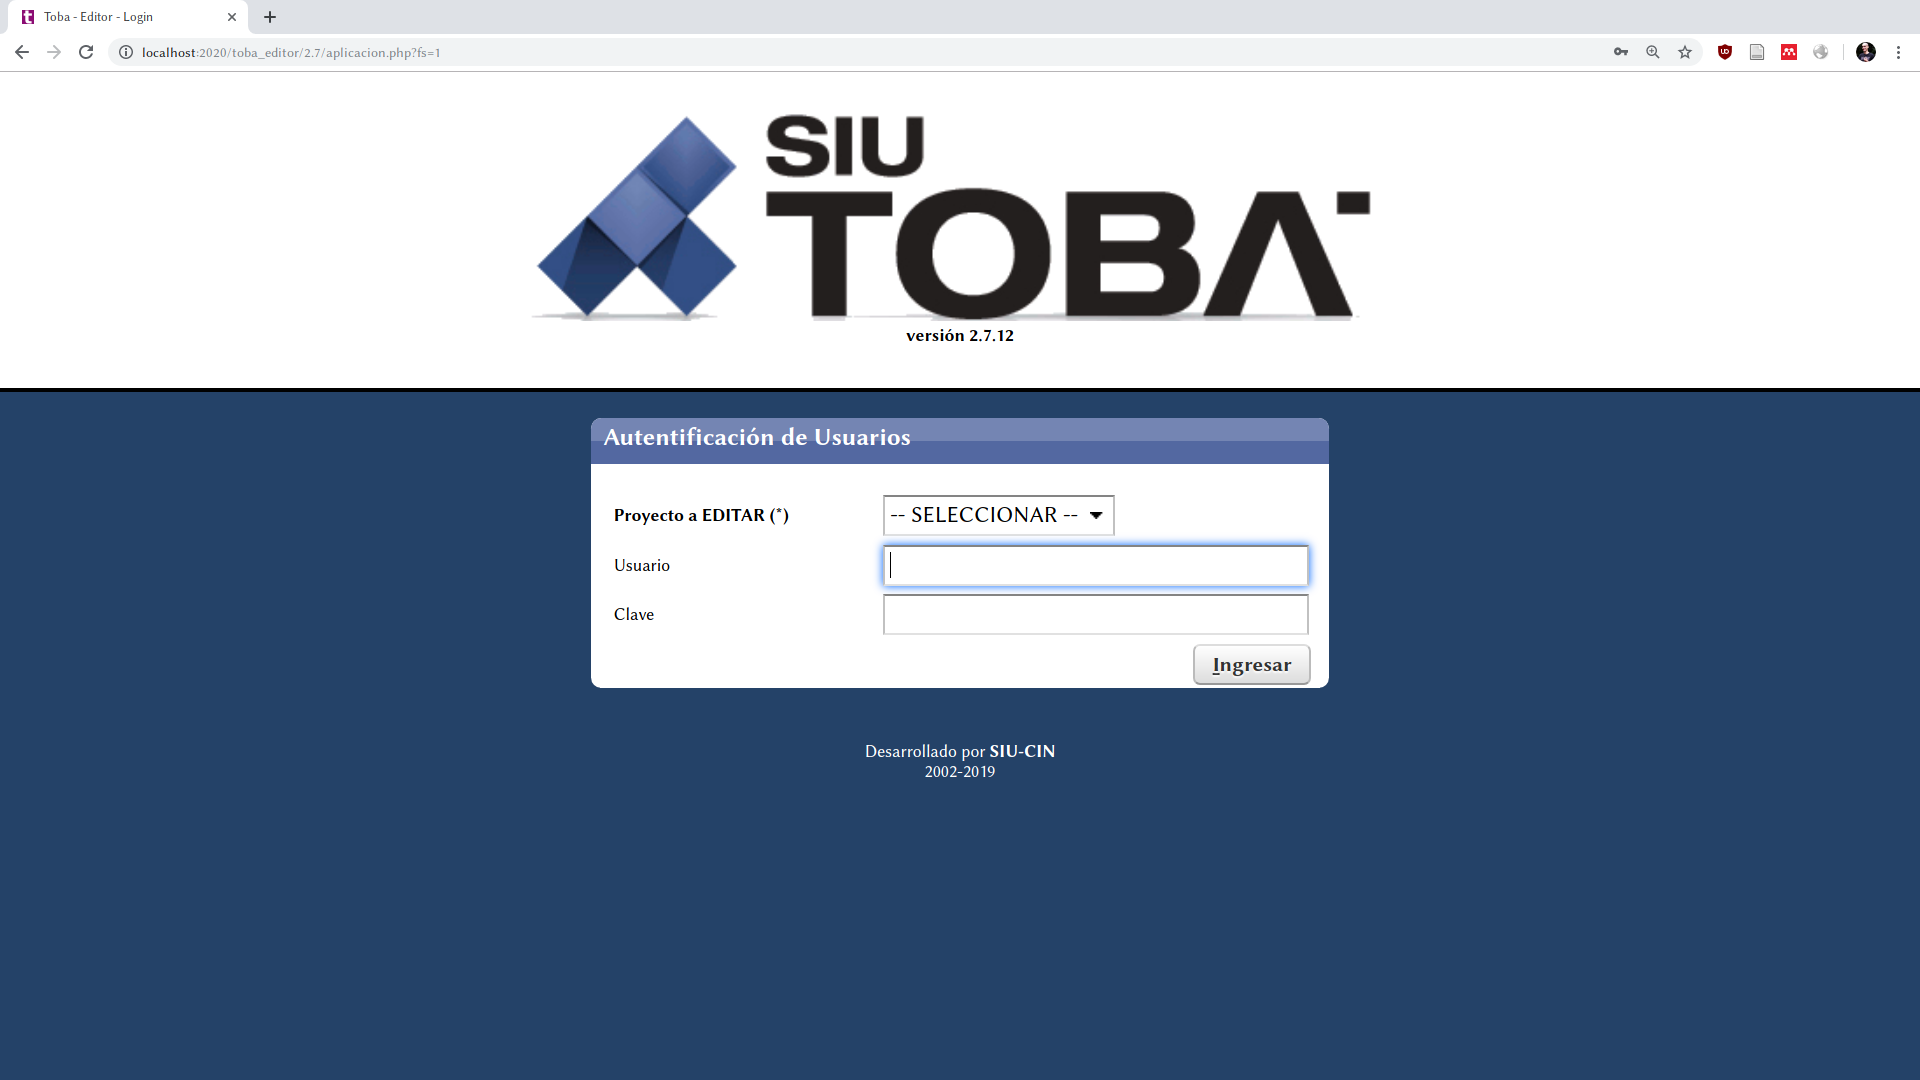 Toba - Editor - Login
localhost:2020/toba_editor/2.7/aplicacion.php?fs=1
SIU
TOBA
versión 2.7.12
Autentificación de Usuarios
Proyecto a EDITAR (*)
-- SELECCIONAR --
Usuario
Clave
Ingresar
Desarrollado por SIU-CIN
2002-2019